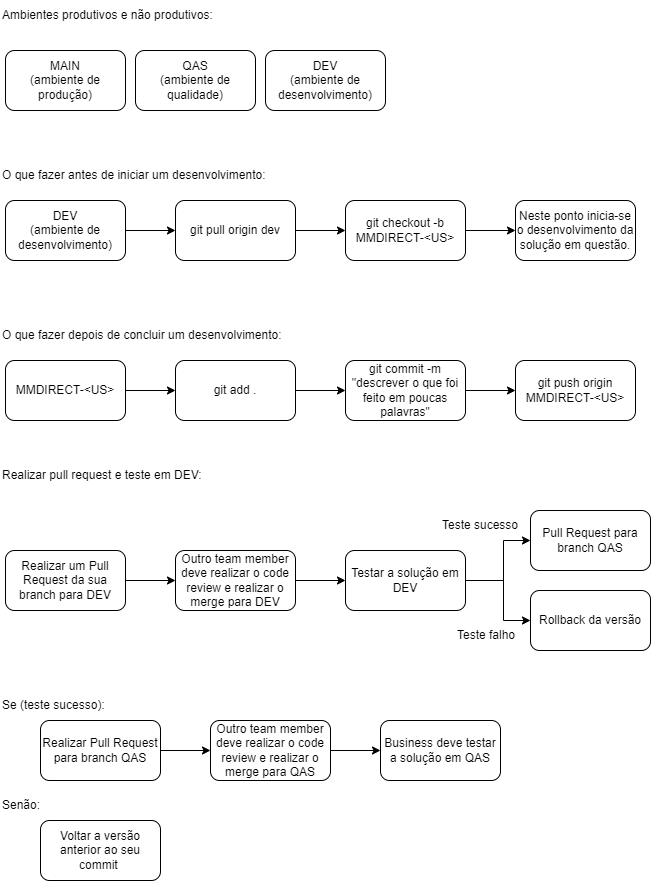 Ambientes produtivos e não produtivos:
MAIN
(ambiente de
produção)
QAS
(ambiente de
qualidade)
DEV
(ambiente de
desenvolvimento)
O que fazer antes de iniciar um desenvolvimento:
DEV
(ambiente de
desenvolvimento)
git pull origin dev
git checkout -b
MMDIRECT-<US>
Neste ponto inicia-se
o desenvolvimento da
solução em questão.
O que fazer depois de concluir um desenvolvimento:
MMDIRECT-<US>
git add .
git commit -m
"descrever o que foi
feito em poucas
palavras"
git push origin
MMDIRECT-<US>
Realizar pull request e teste em DEV:
Realizar um Pull
Request da sua
branch para DEV
Outro team member
deve realizar o code
review e realizar o
merge para DEV
Testar a solução em
DEV
Teste sucesso
Pull Request para
branch QAS
Teste falho
Rollback da versão
Se (teste sucesso):
Realizar Pull Request
para branch QAS
Outro team member
deve realizar o code
review e realizar o
merge para QAS
Business deve testar
a solução em QAS
Senão:
Voltar a versão
anterior ao seu
commit